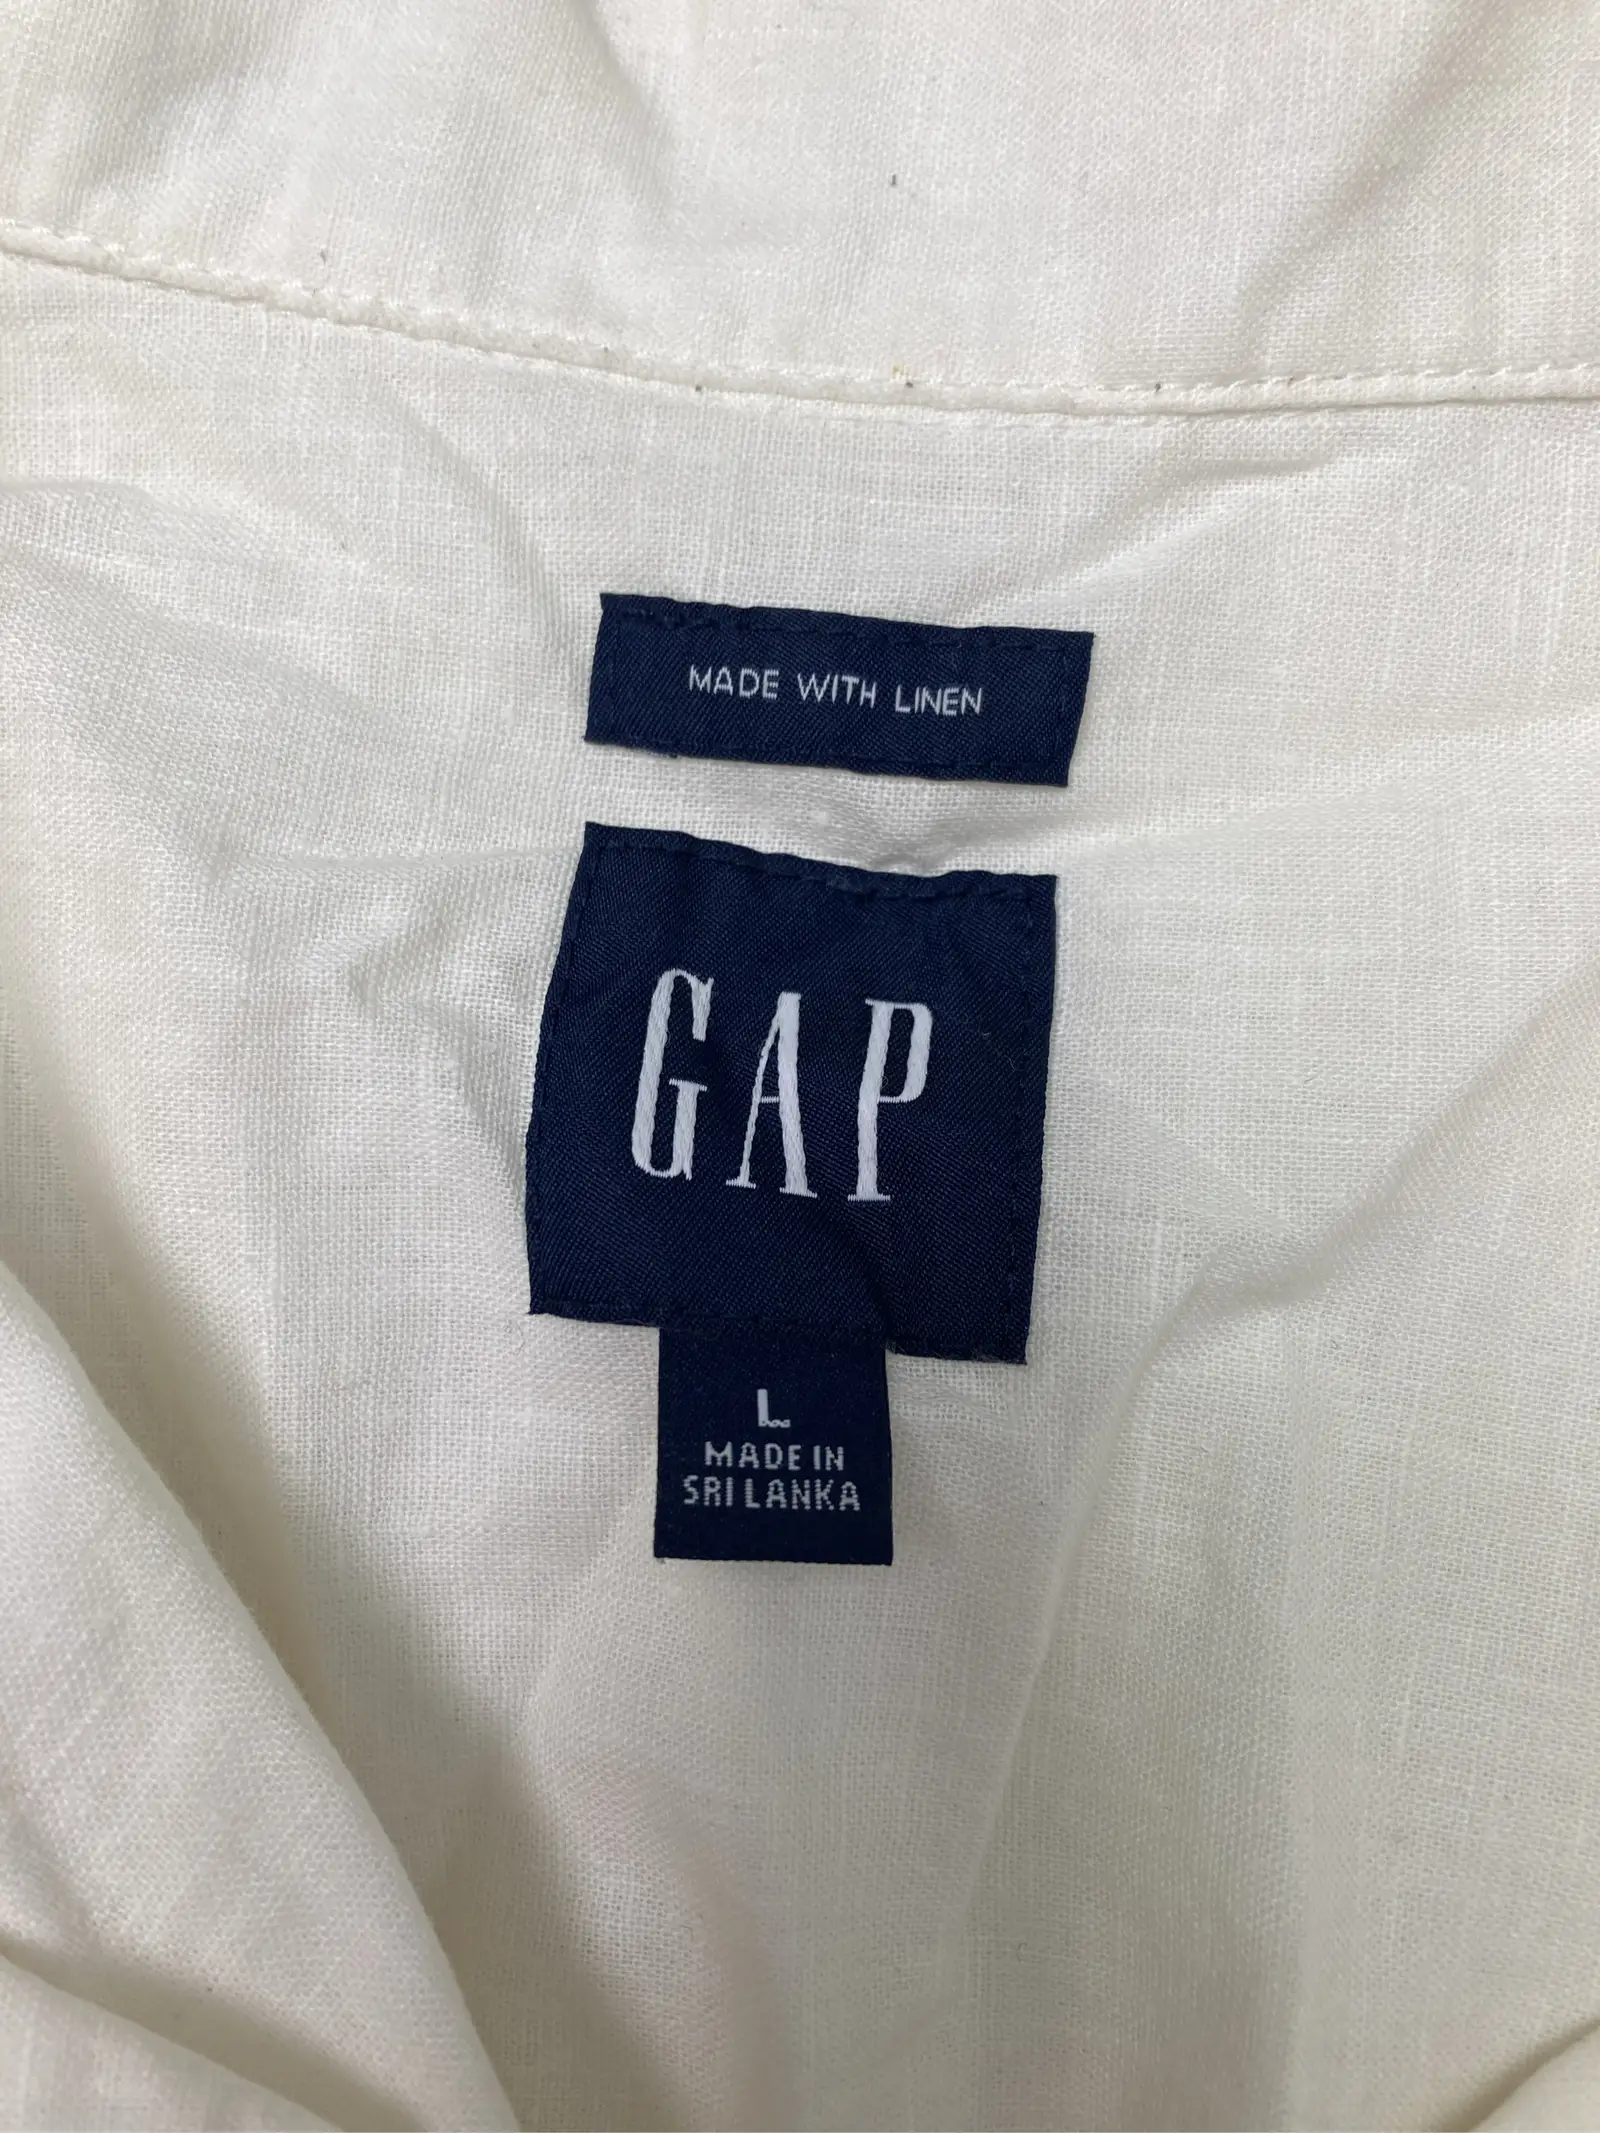 MADE WITH LINEN
GAP
L
MADE IN
SRI LANKA